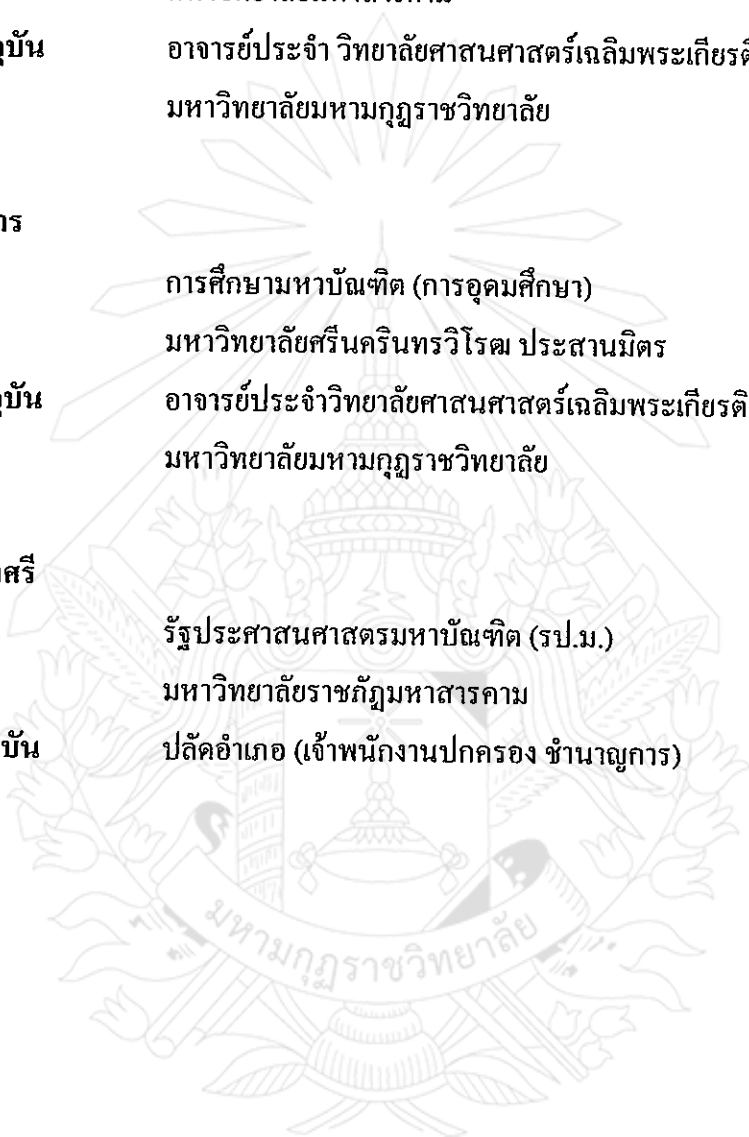 อาจารย์ประจำ วิทยาลัยศาสนศาสตร์เฉลิมพระเกียรติ
มหาวิทยาลัยมหามกุฏราชวิทยาลัย
การศึกษามหาบัณฑิต (การอุดมศึกษา)
มหาวิทยาลัยศรีนครินทรวิโรฒ ประสานมิตร
อาจารย์ประจำวิทยาลัยศาสนศาสตร์เฉลิมพระเกียรติ
มหาวิทยาลัยมหามกุฏราชวิทยาลัย
รัฐประศาสนศาสตรมหาบัณฑิต (รป.ม.)
มหาวิทยาลัยราชภัฏมหาสารคาม
บัน ปลัดอำเภอ (เจ้าพนักงานปกครอง ชำนาญการ)
มหามกุฏราชวิทยาลัย